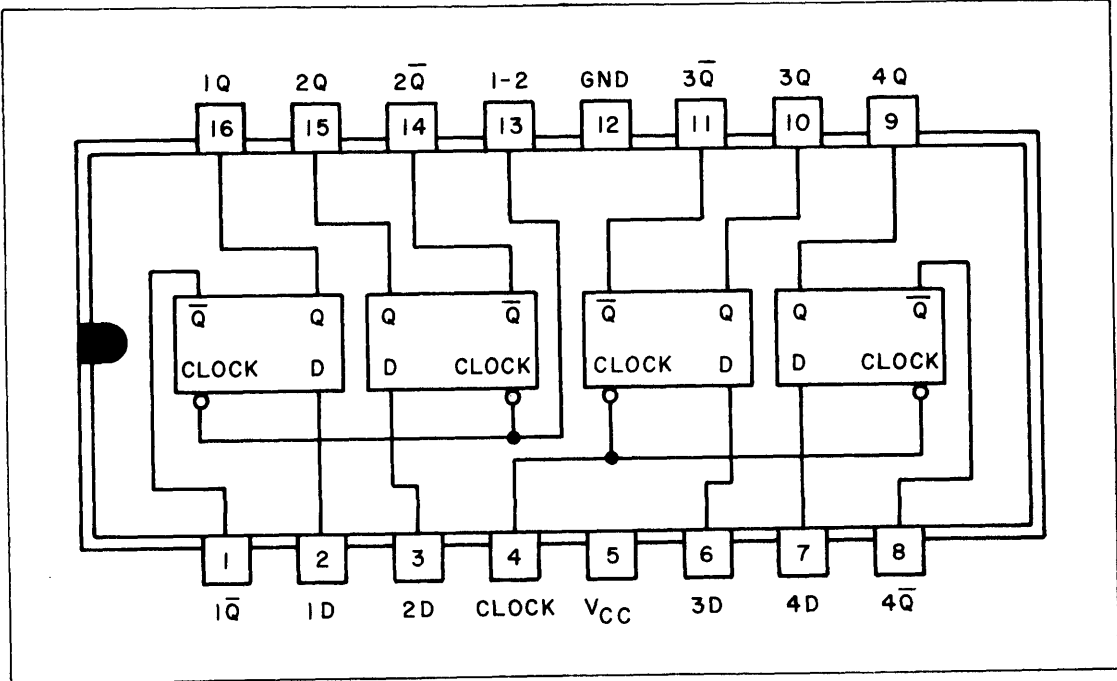 1Q 2Q 2Q̅ 1-2 GND 3Q̅ 3Q 4Q
16 15 14 13 12 11 10 9
Q̅ Q Q Q̅ Q̅ Q Q Q̅
CLOCK D D CLOCK CLOCK D D CLOCK
1 2 3 4 5 6 7 8
1Q̅ 1D 2D CLOCK VCC 3D 4D 4Q̅